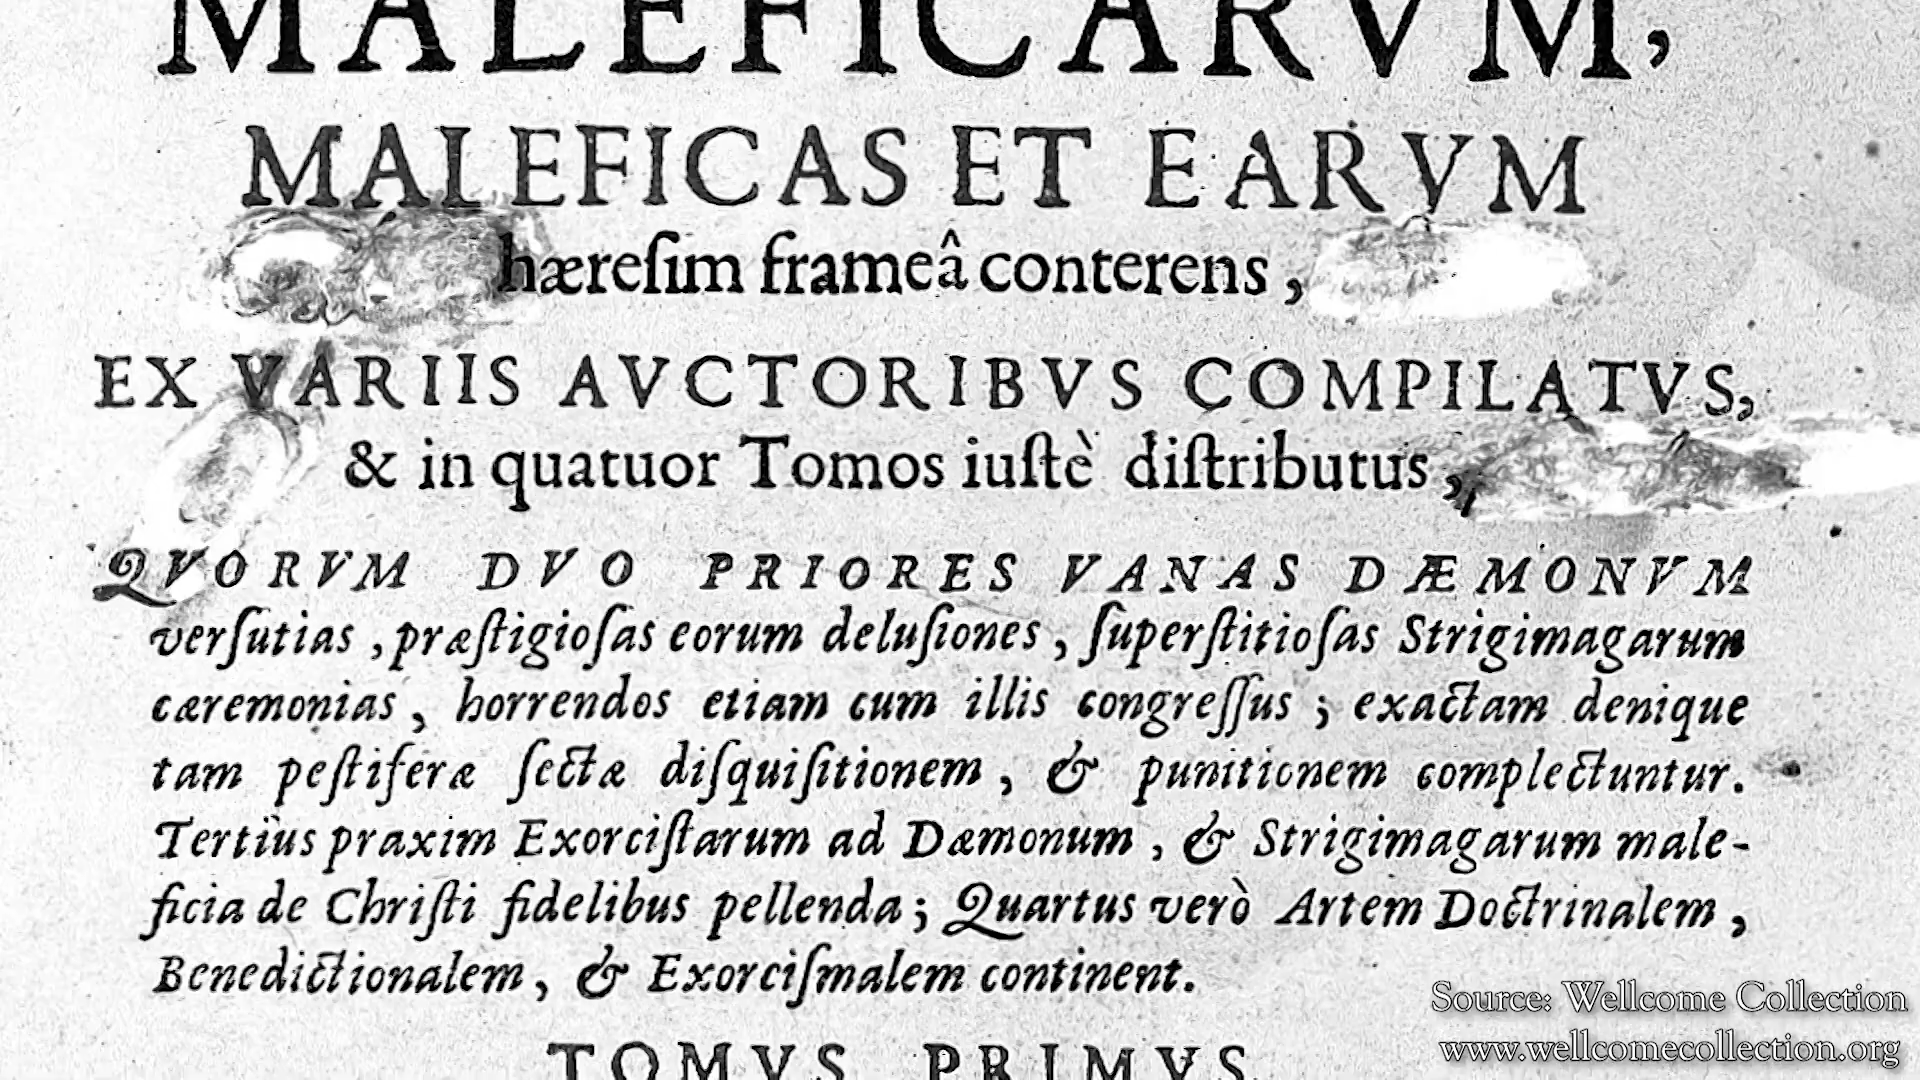 MALEFICARVM,
MALEFICAS ET EARVM
hæreſim frameâ conterens,
EX VARIIS AVCTORIBVS COMPILATVS,
& in quatuor Tomos iuſtè diſtributus,
QVORVM DVO PRIORES VANAS DÆMONVM
verſutias, præſtigioſas eorum deluſiones, ſuperſtitioſas Strigimagarum
cæremonias, horrendos etiam cum illis congreſſus; exactam denique
tam peſtiferæ ſectæ diſquiſitionem, & punitionem complectuntur.
Tertius praxim Exorciſtarum ad Dæmonum, & Strigimagarum male-
ficia de Chriſti fidelibus pellenda; Quartus verò Artem Doctrinalem,
Benedictionalem, & Exorciſmalem continent.
TOMVS PRIMVS.
Source: Wellcome Collection
www.wellcomecollection.org